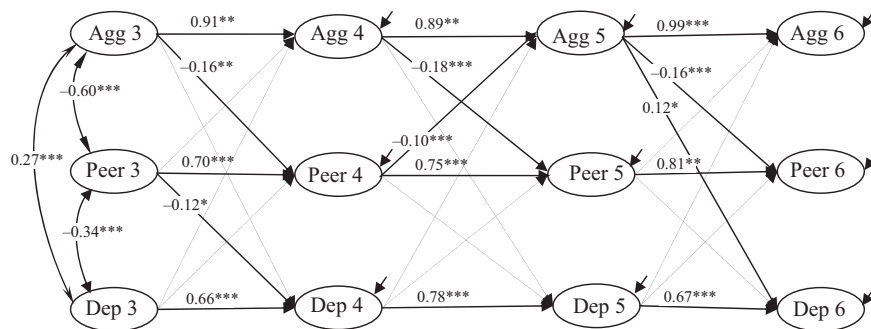 Agg 3
0.91**
Agg 4
0.89**
Agg 5
0.99***
Agg 6
–0.16**
–0.18***
–0.16***
–0.60***
0.12*
–0.10***
0.27***
Peer 3
0.70***
Peer 4
0.75***
Peer 5
0.81**
Peer 6
–0.12*
–0.34***
Dep 3
0.66***
Dep 4
0.78***
Dep 5
0.67***
Dep 6